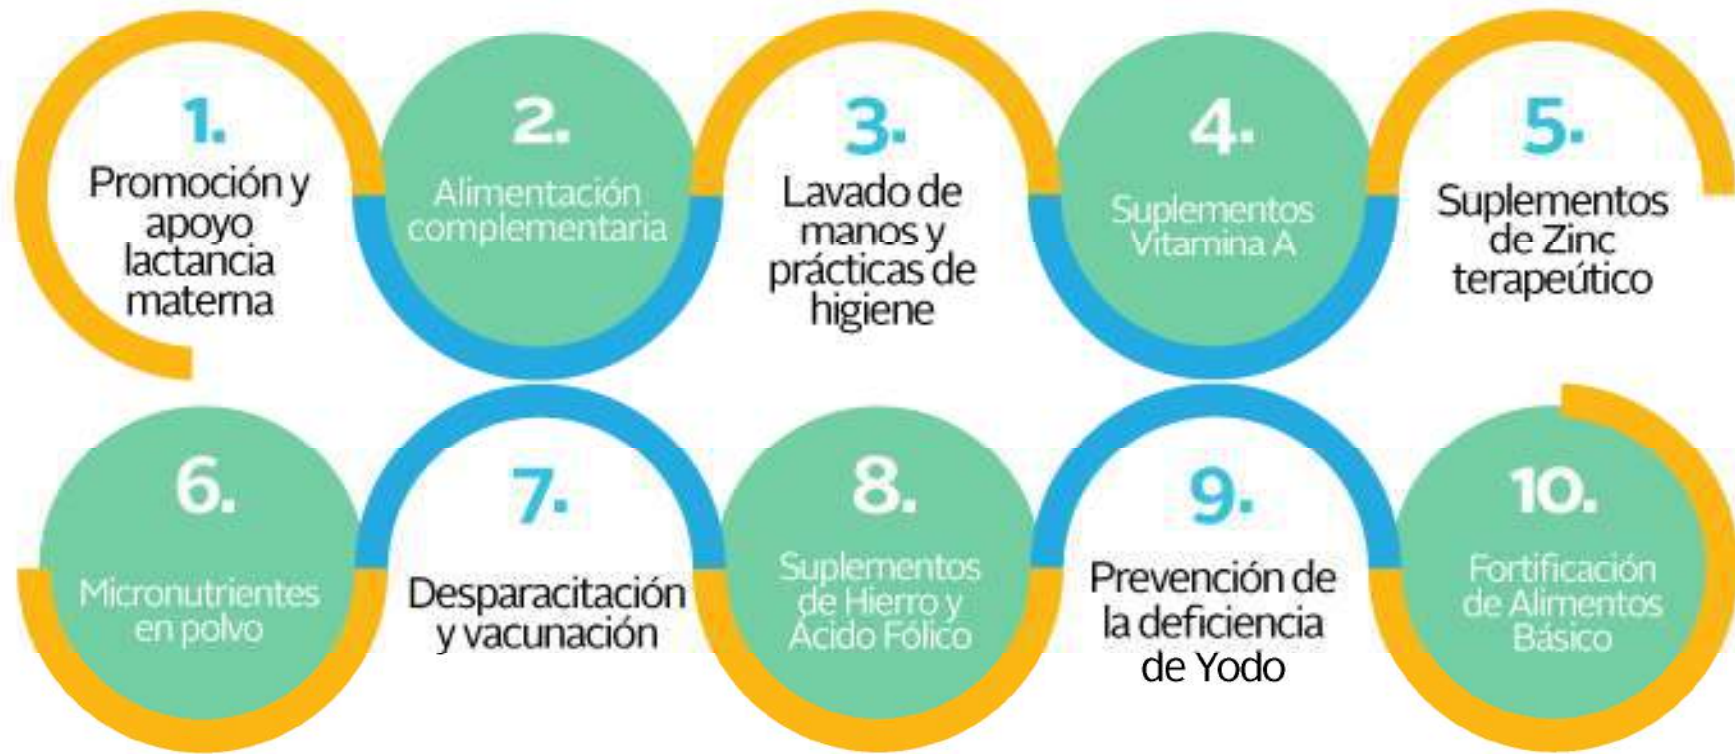 1.
Promoción y
apoyo
lactancia
materna
2.
Alimentación
complementaria
3.
Lavado de
manos y
prácticas de
higiene
4.
Suplementos
Vitamina A
5.
Suplementos
de Zinc
terapeútico
6.
Micronutrientes
en polvo
7.
Desparacitación
y vacunación
8.
Suplementos
de Hierro y
Ácido Fólico
9.
Prevención de
la deficiencia
de Yodo
10.
Fortificación
de Alimentos
Básico